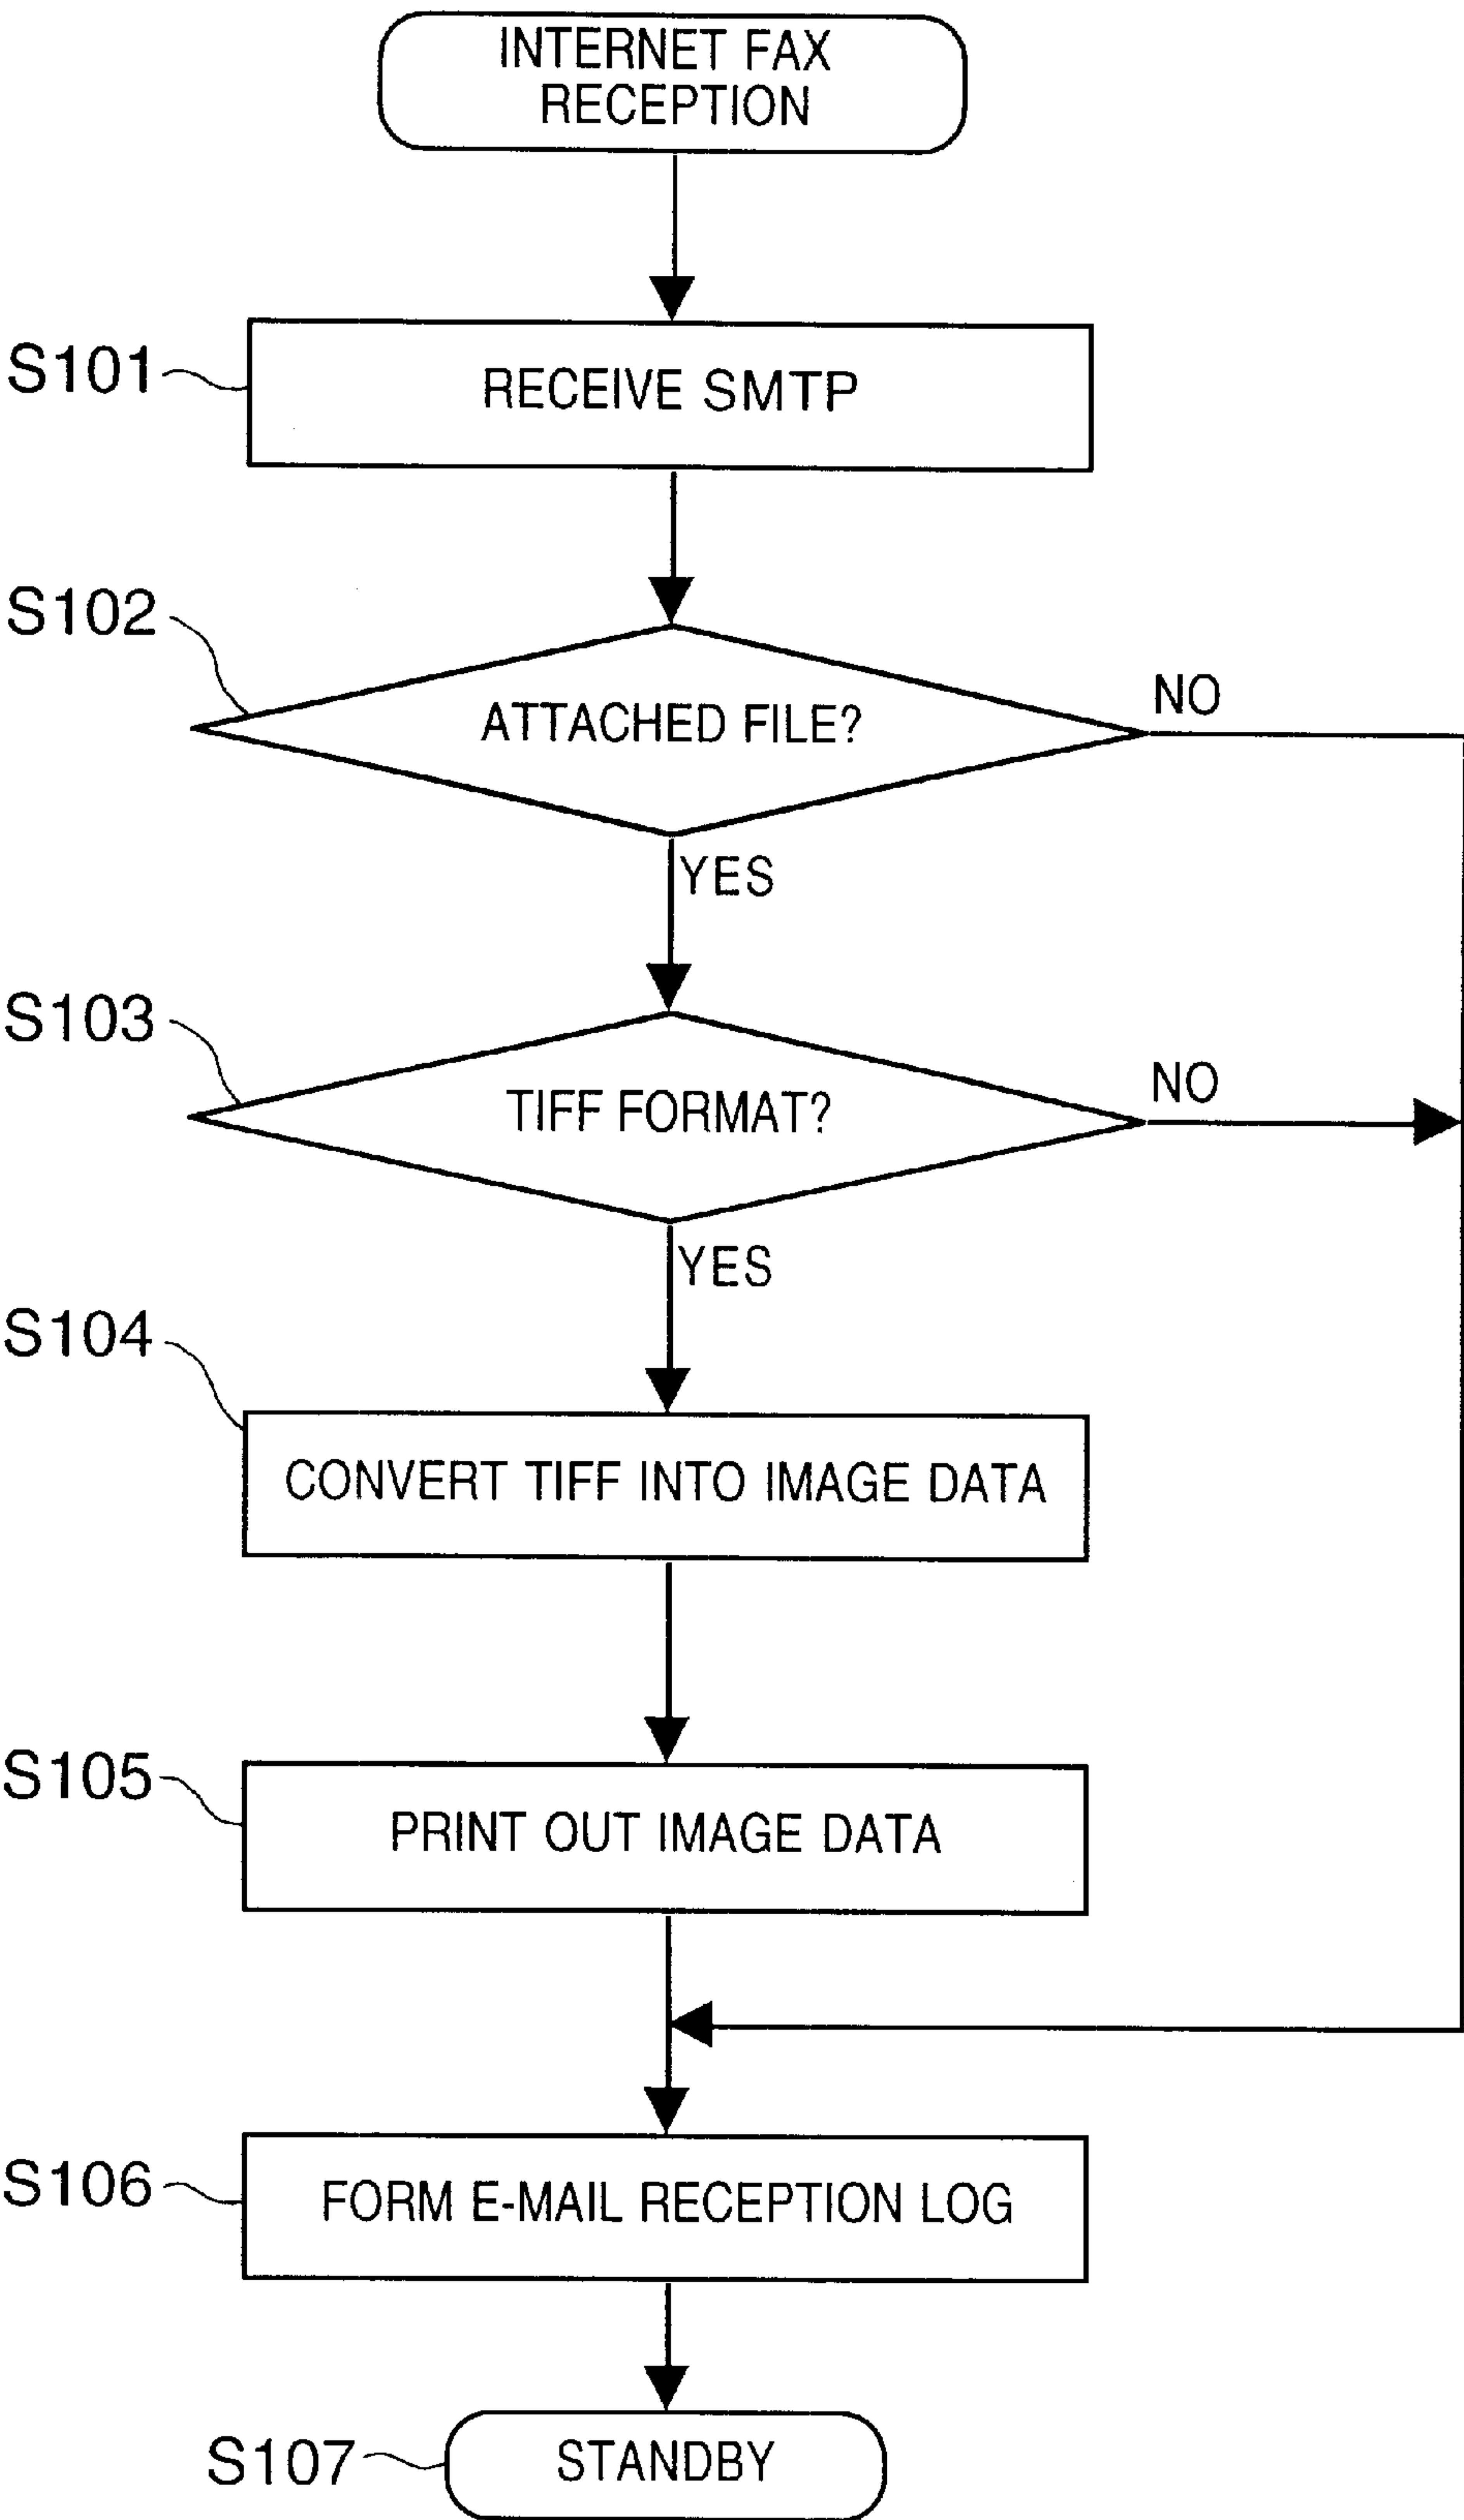 INTERNET FAX
RECEPTION
S101
RECEIVE SMTP
S102
ATTACHED FILE?
NO
YES
S103
TIFF FORMAT?
NO
YES
S104
CONVERT TIFF INTO IMAGE DATA
S105
PRINT OUT IMAGE DATA
S106
FORM E-MAIL RECEPTION LOG
S107
STANDBY